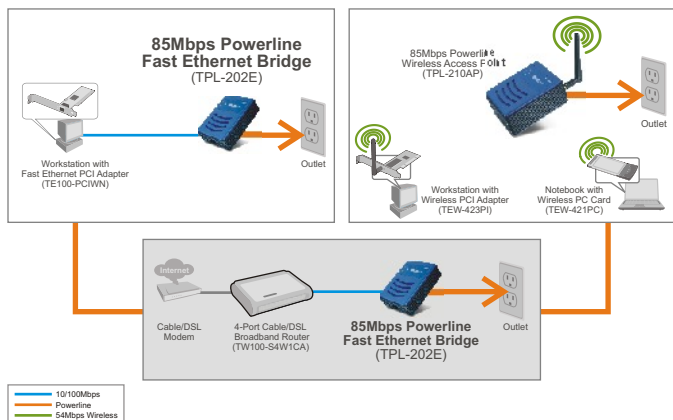 85Mbps Powerline
Fast Ethernet Bridge
(TPL-202E)
Outlet
Workstation with
Fast Ethernet PCI Adapter
(TE100-PCIWN)
85Mbps Powerline
Wireless Access Point
(TPL-210AP)
Outlet
Workstation with
Wireless PCI Adapter
(TEW-423PI)
Notebook with
Wireless PC Card
(TEW-421PC)
Internet
Cable/DSL
Modem
4-Port Cable/DSL
Broadband Router
(TW100-S4W1CA)
85Mbps Powerline
Fast Ethernet Bridge
(TPL-202E)
Outlet
10/100Mbps
Powerline
54Mbps Wireless